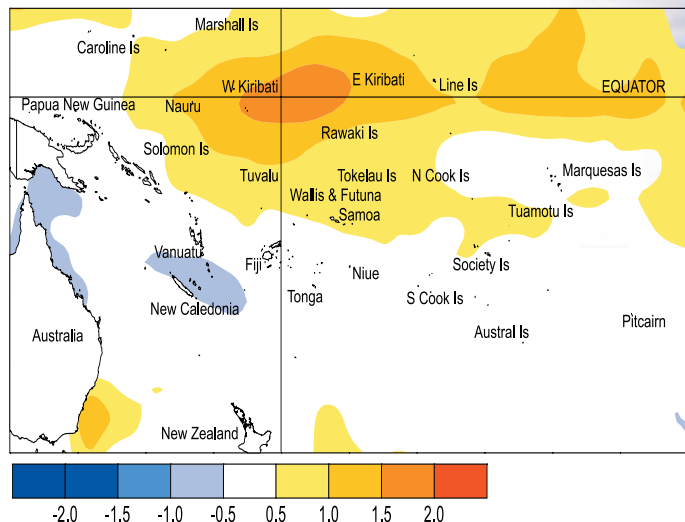 Marshall Is
Caroline Is
W Kiribati
E Kiribati
Line Is
EQUATOR
Papua New Guinea
Nauru
Rawaki Is
Solomon Is
Tuvalu
Tokelau Is
N Cook Is
Marquesas Is
Wallis & Futuna
Samoa
Tuamotu Is
Vanuatu
Fiji
Niue
Society Is
Tonga
S Cook Is
New Caledonia
Pitcairn
Australia
Austral Is
New Zealand
-2.0 -1.5 -1.0 -0.5 0.5 1.0 1.5 2.0